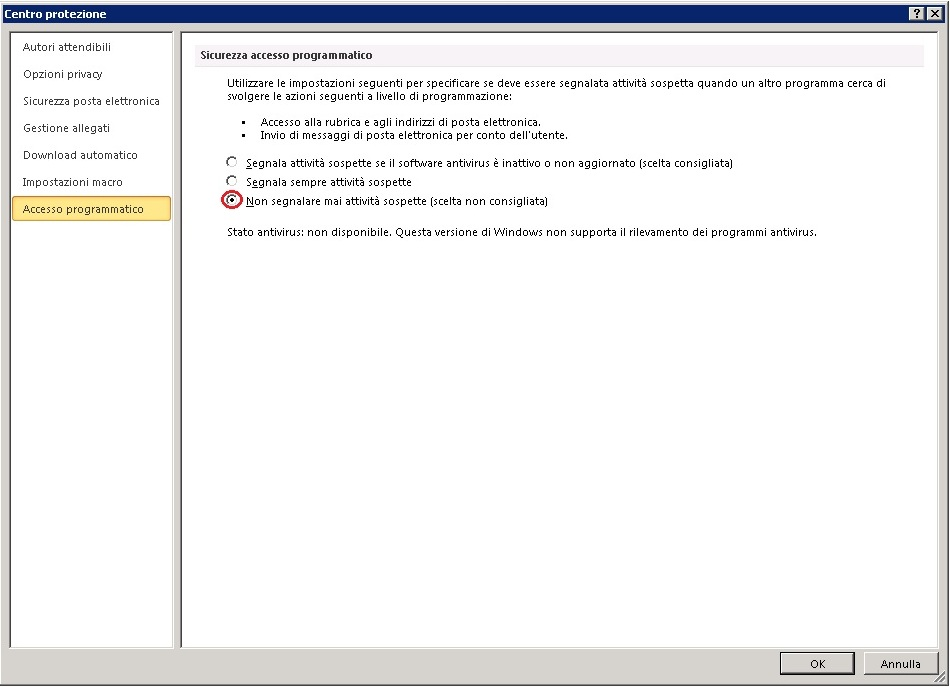 Centro protezione
Autori attendibili
Opzioni privacy
Sicurezza posta elettronica
Gestione allegati
Download automatico
Impostazioni macro
Accesso programmatico
Sicurezza accesso programmatico
Utilizzare le impostazioni seguenti per specificare se deve essere segnalata attività sospetta quando un altro programma cerca di
svolgere le azioni seguenti a livello di programmazione:
• Accesso alla rubrica e agli indirizzi di posta elettronica.
• Invio di messaggi di posta elettronica per conto dell'utente.
Segnala attività sospette se il software antivirus è inattivo o non aggiornato (scelta consigliata)
Segnala sempre attività sospette
Non segnalare mai attività sospette (scelta non consigliata)
Stato antivirus: non disponibile. Questa versione di Windows non supporta il rilevamento dei programmi antivirus.
OK
Annulla